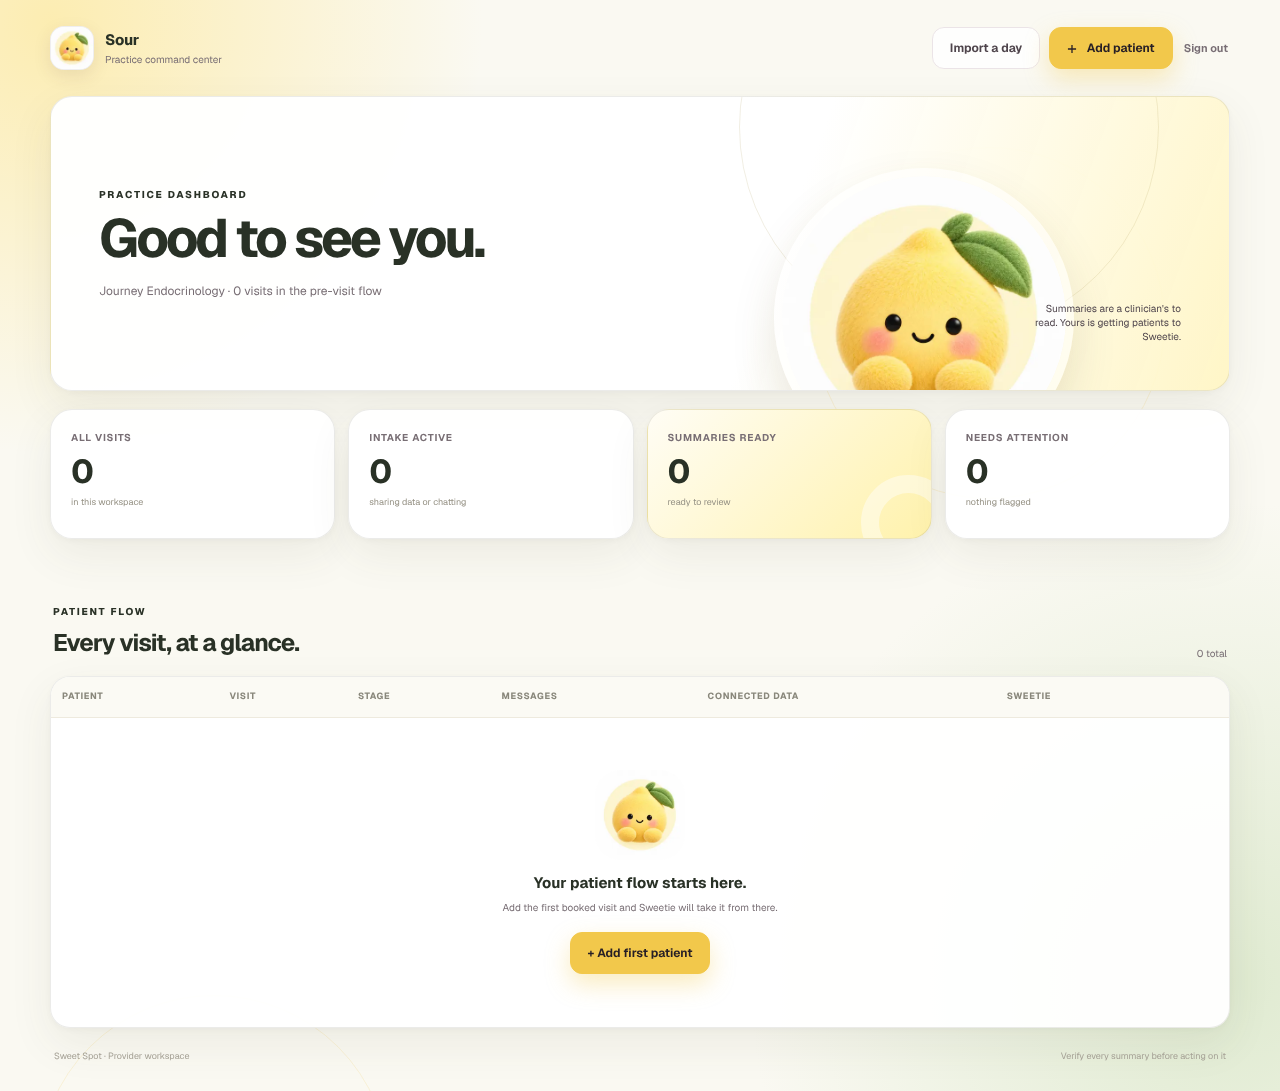 Sour
Practice command center
Import a day
+ Add patient
Sign out
PRACTICE DASHBOARD
Good to see you.
Journey Endocrinology · 0 visits in the pre-visit flow
Summaries are a clinician's to
read. Yours is getting patients to
Sweetie.
ALL VISITS
0
in this workspace
INTAKE ACTIVE
0
sharing data or chatting
SUMMARIES READY
0
ready to review
NEEDS ATTENTION
0
nothing flagged
PATIENT FLOW
Every visit, at a glance.
0 total
PATIENT VISIT STAGE MESSAGES CONNECTED DATA SWEETIE
Your patient flow starts here.
Add the first booked visit and Sweetie will take it from there.
+ Add first patient
Sweet Spot · Provider workspace
Verify every summary before acting on it